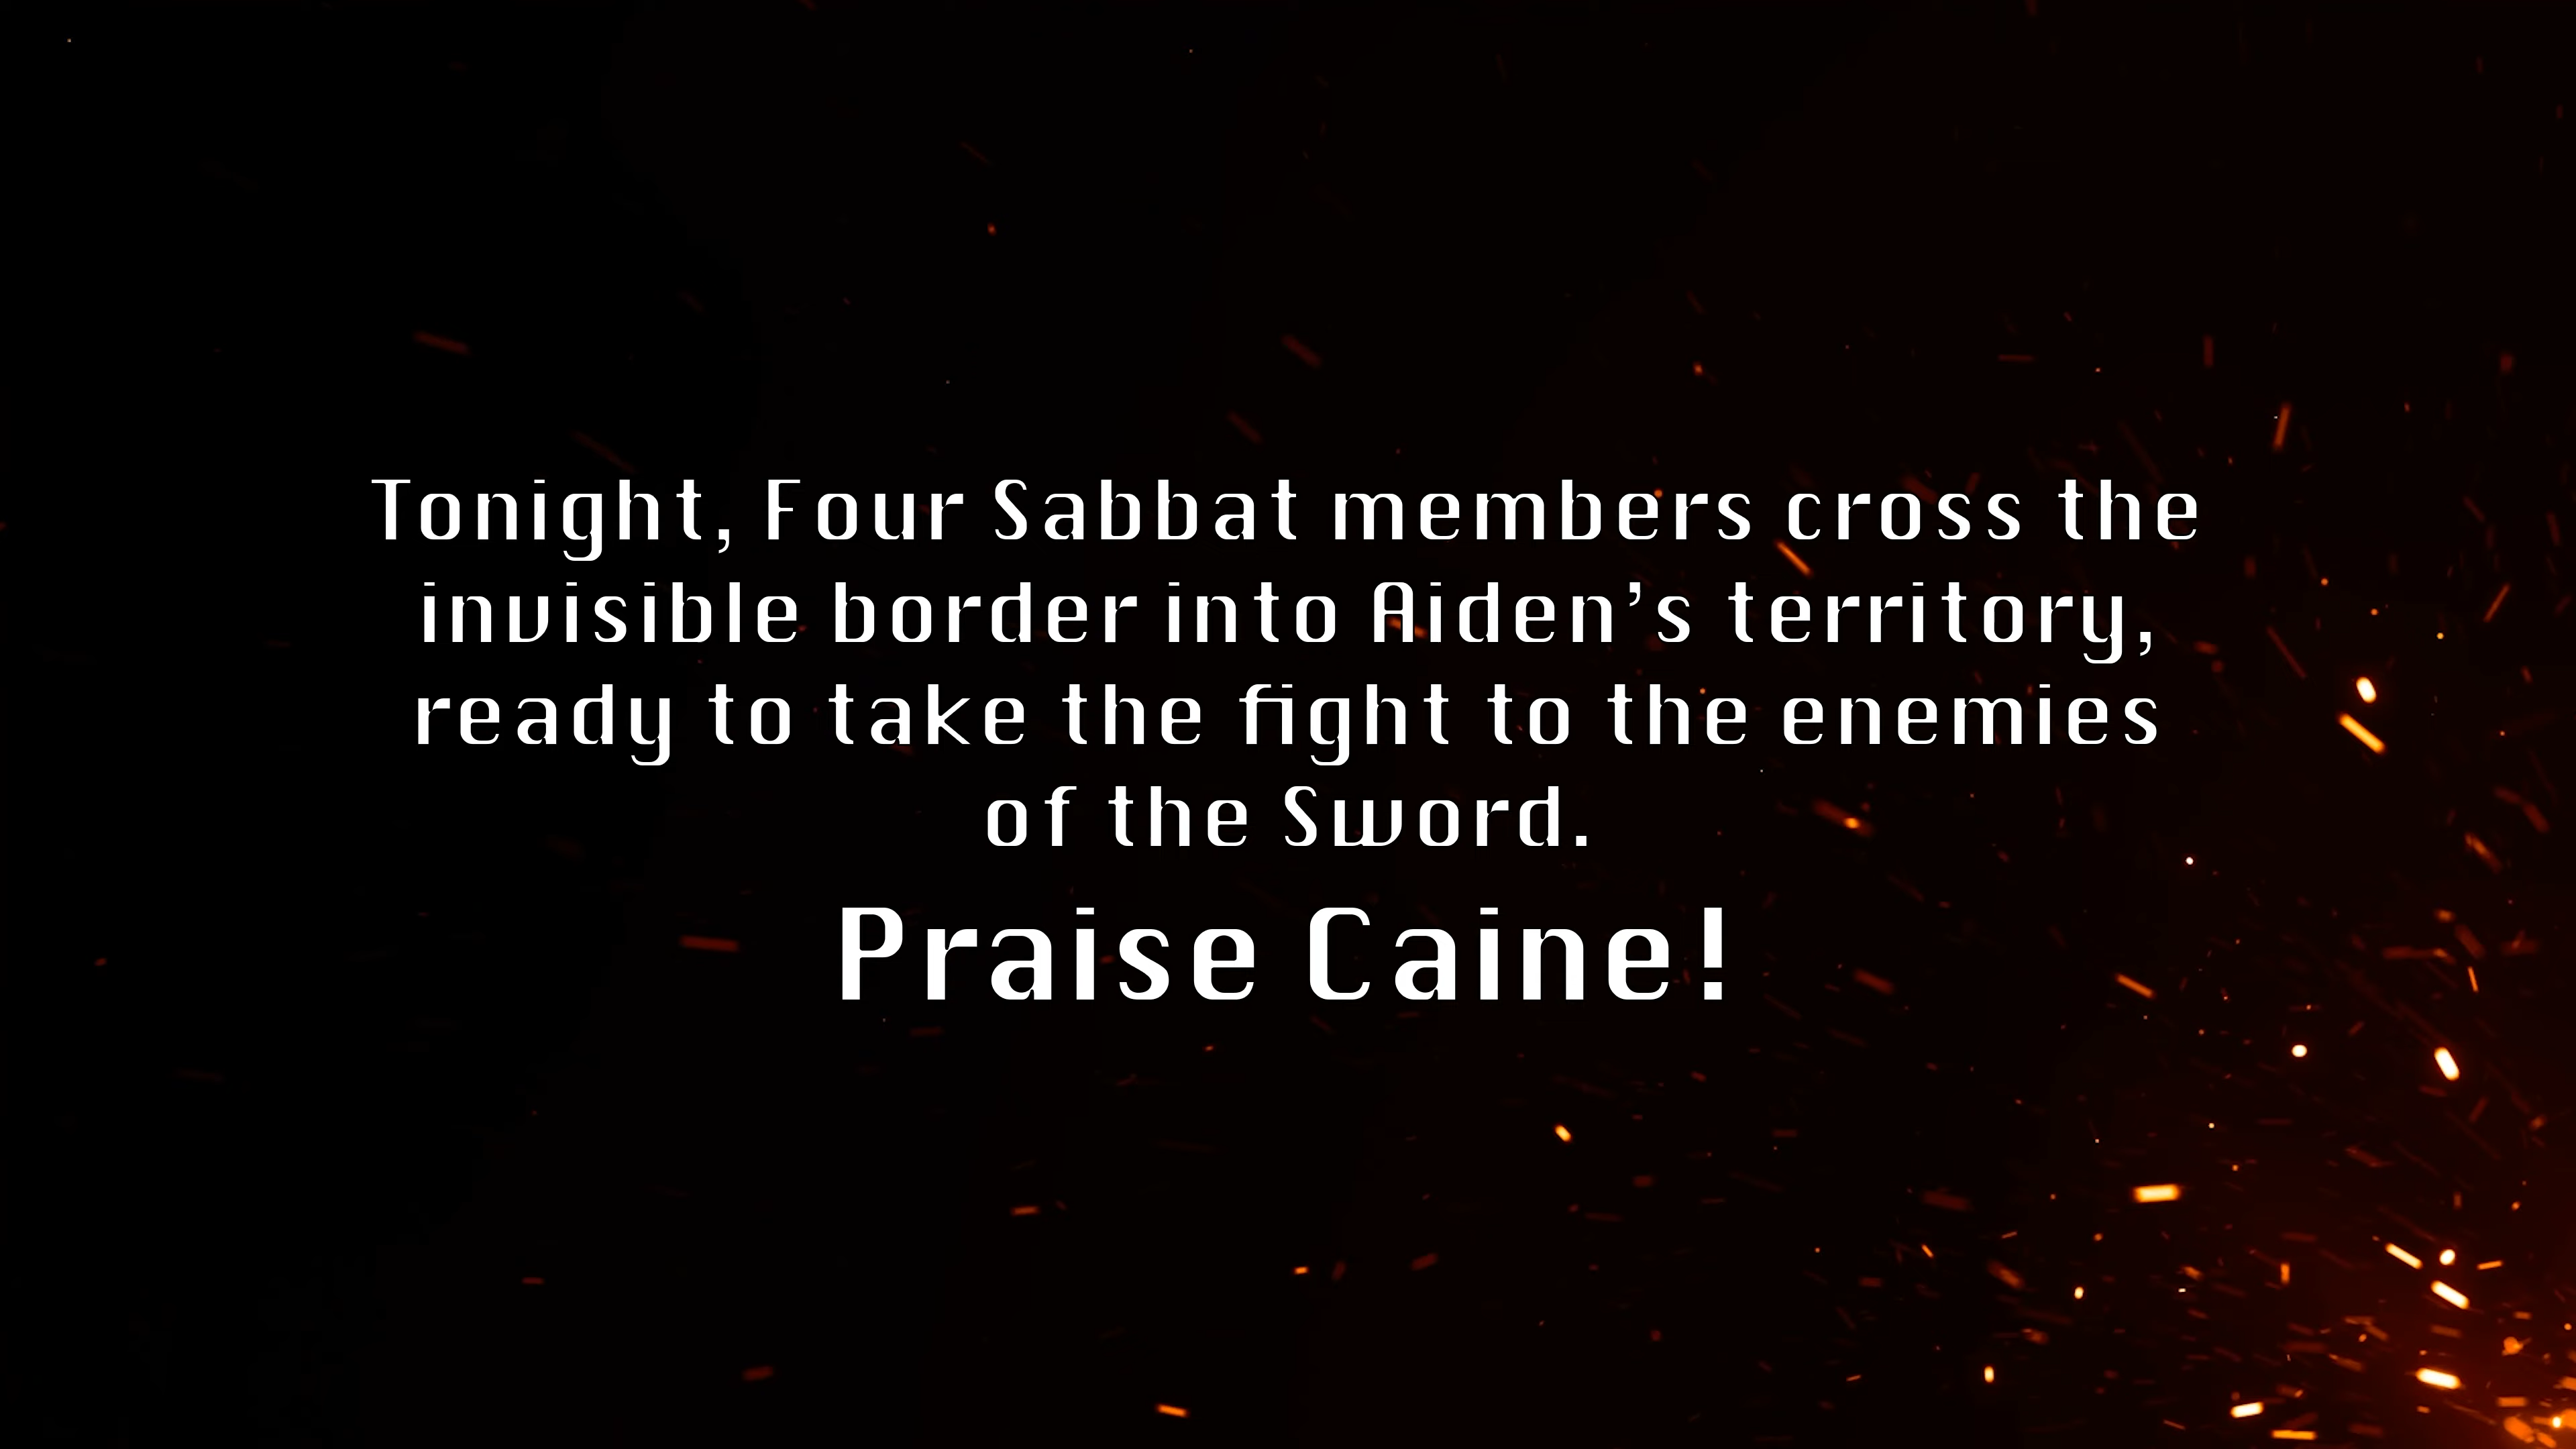 Tonight, Four Sabbat members cross the
invisible border into Aiden’s territory,
ready to take the fight to the enemies
of the Sword.
Praise Caine!